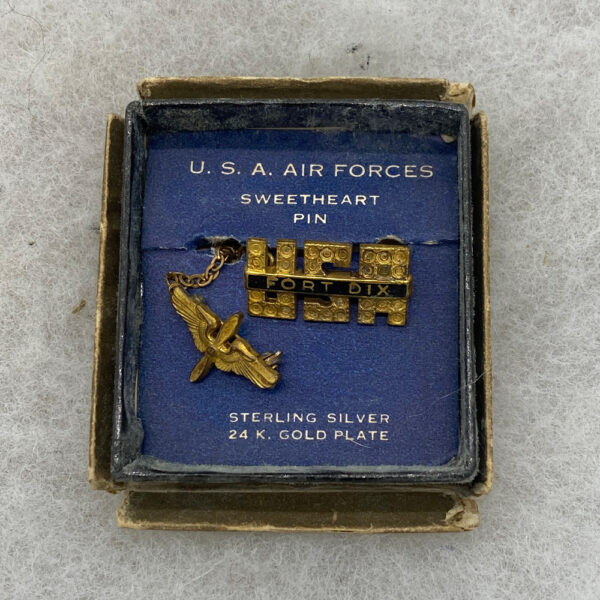 U. S. A. AIR FORCES
SWEETHEART
PIN
USA
FORT DIX
STERLING SILVER
24 K. GOLD PLATE